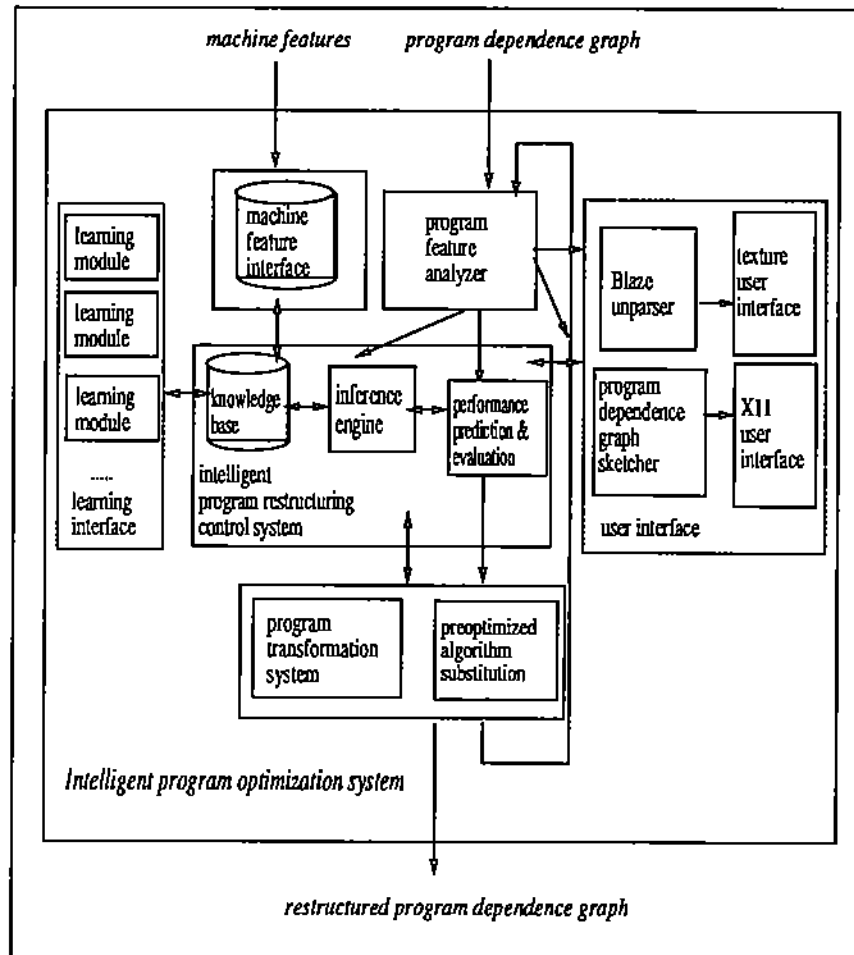 machine features
program dependence graph
machine
feature
interface
program
feature
analyzer
learning
module
learning
module
learning
module
.....
learning
interface
Blaze
unparser
texture
user
interface
program
dependence
graph
sketcher
X11
user
interface
user interface
knowledge
base
inference
engine
performance
prediction &
evaluation
intelligent
program restructuring
control system
program
transformation
system
preoptimized
algorithm
substitution
Intelligent program optimization system
restructured program dependence graph